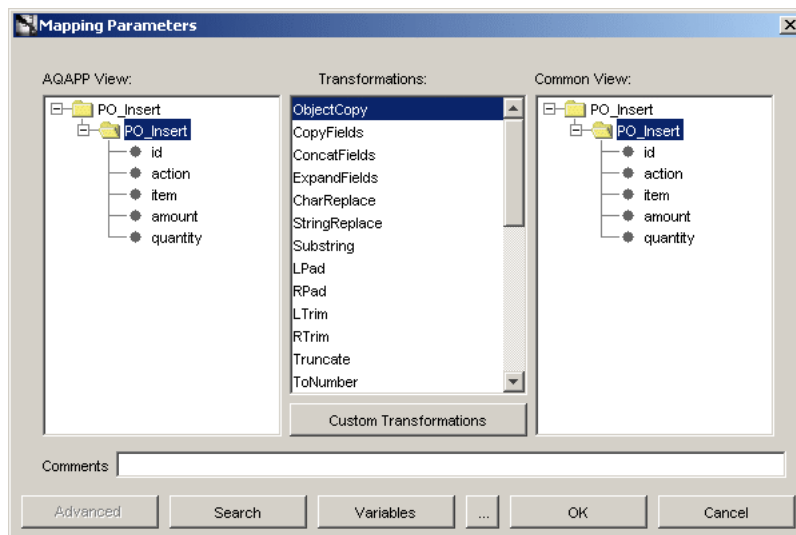 Mapping Parameters
AQAPP View:
Transformations:
Common View:
PO_Insert
PO_Insert
id
action
item
amount
quantity
ObjectCopy
CopyFields
ConcatFields
ExpandFields
CharReplace
StringReplace
Substring
LPad
RPad
LTrim
RTrim
Truncate
ToNumber
Custom Transformations
PO_Insert
PO_Insert
id
action
item
amount
quantity
Comments
Advanced
Search
Variables
...
OK
Cancel